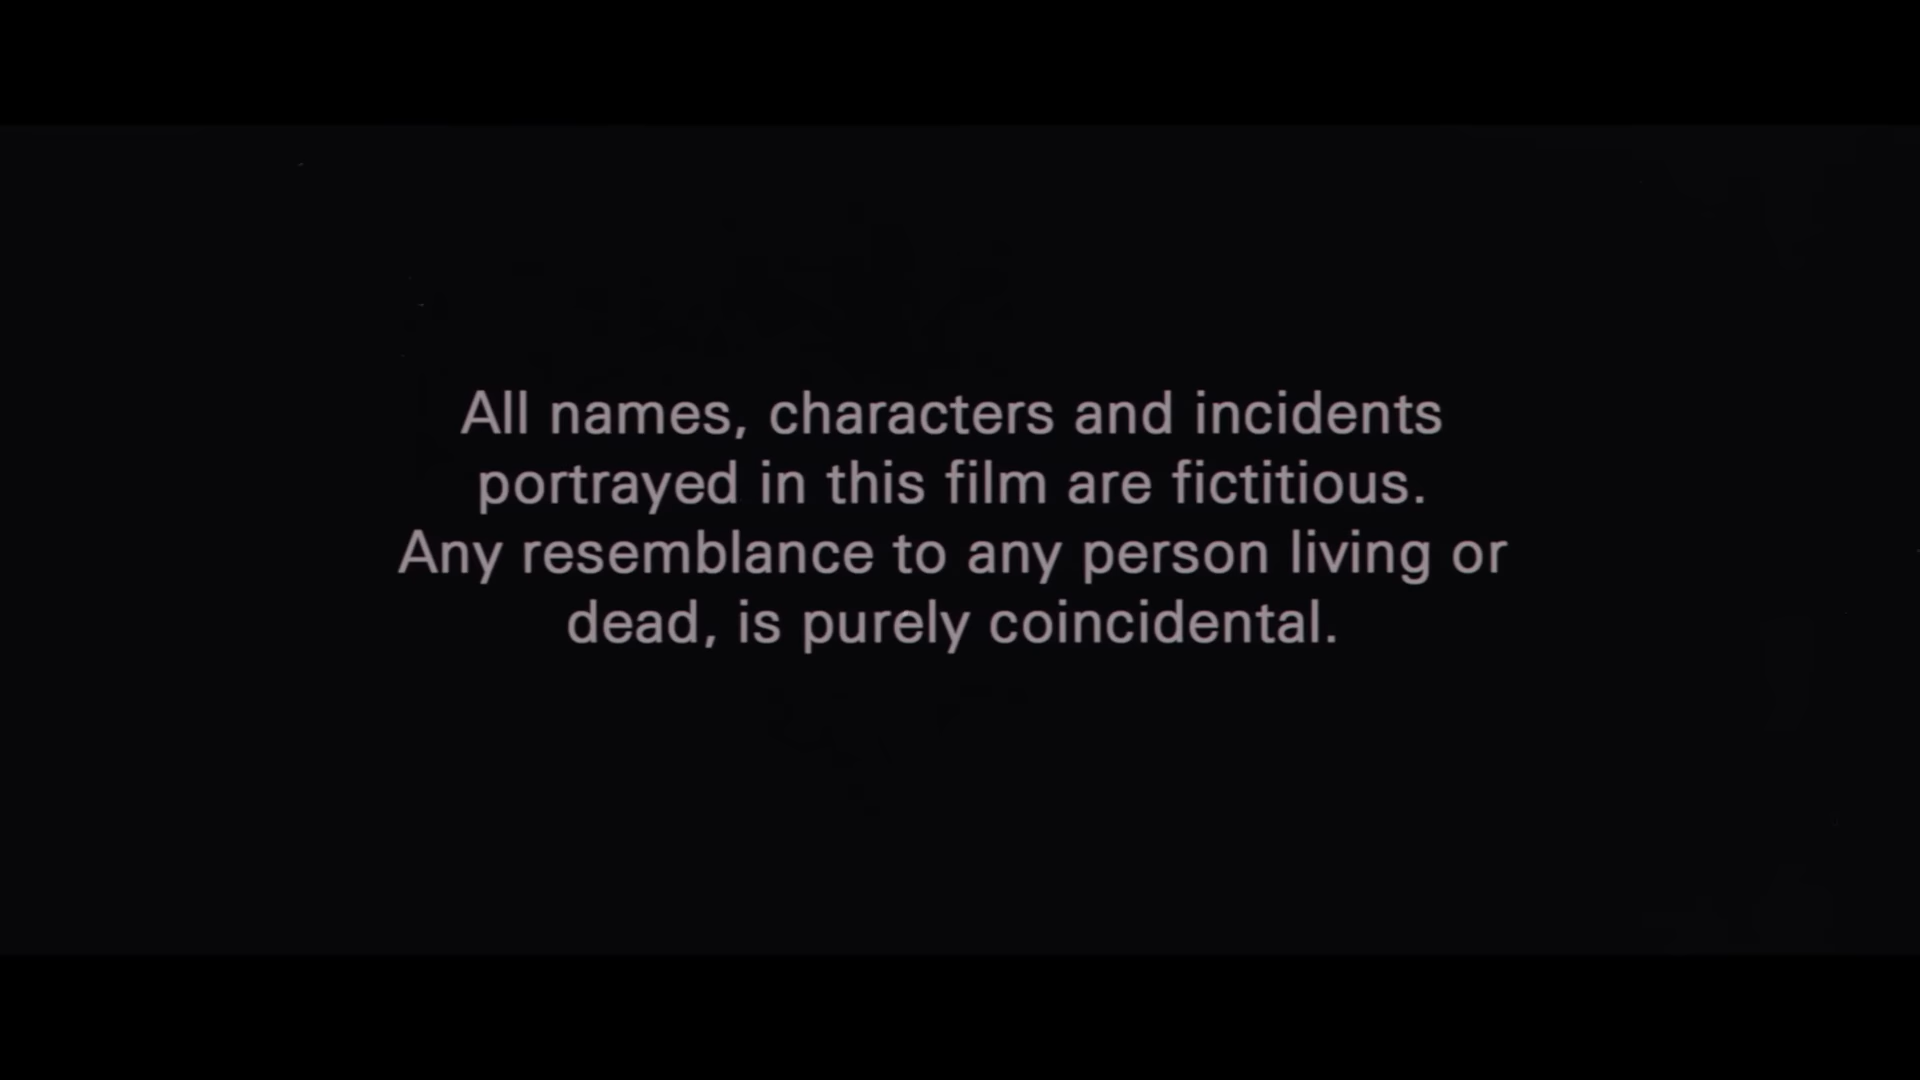 All names, characters and incidents
portrayed in this film are fictitious.
Any resemblance to any person living or
dead, is purely coincidental.